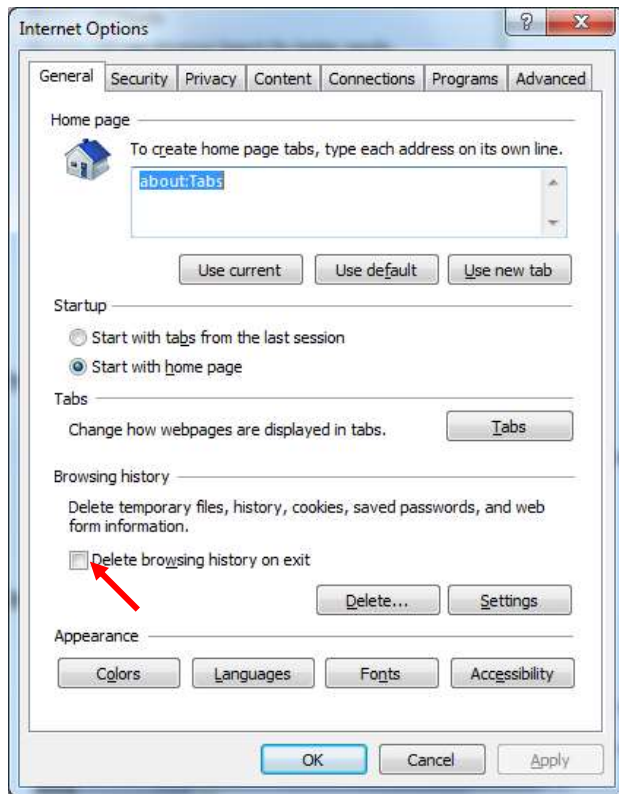 Internet Options
General Security Privacy Content Connections Programs Advanced
Home page
To create home page tabs, type each address on its own line.
about:Tabs
Use current Use default Use new tab
Startup
Start with tabs from the last session
Start with home page
Tabs
Change how webpages are displayed in tabs. Tabs
Browsing history
Delete temporary files, history, cookies, saved passwords, and web
form information.
Delete browsing history on exit
Delete... Settings
Appearance
Colors Languages Fonts Accessibility
OK Cancel Apply